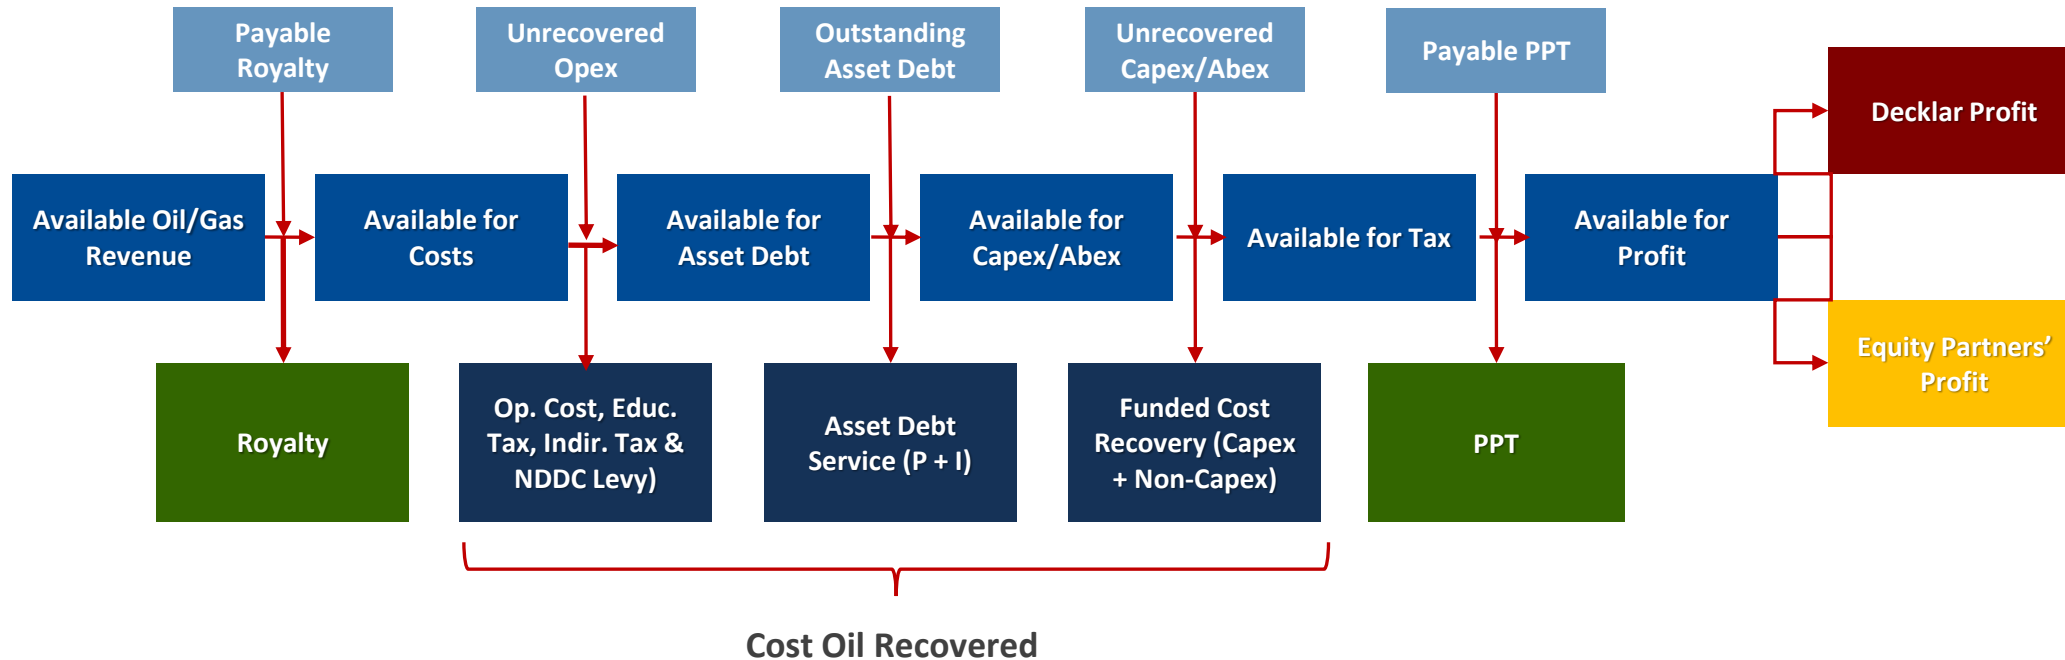 Payable
Royalty
Unrecovered
Opex
Outstanding
Asset Debt
Unrecovered
Capex/Abex
Payable PPT
Decklar Profit
Available Oil/Gas
Revenue
Available for
Costs
Available for
Asset Debt
Available for
Capex/Abex
Available for Tax
Available for
Profit
Equity Partners’
Profit
Royalty
Op. Cost, Educ.
Tax, Indir. Tax &
NDDC Levy)
Asset Debt
Service (P + I)
Funded Cost
Recovery (Capex
+ Non-Capex)
PPT
Cost Oil Recovered